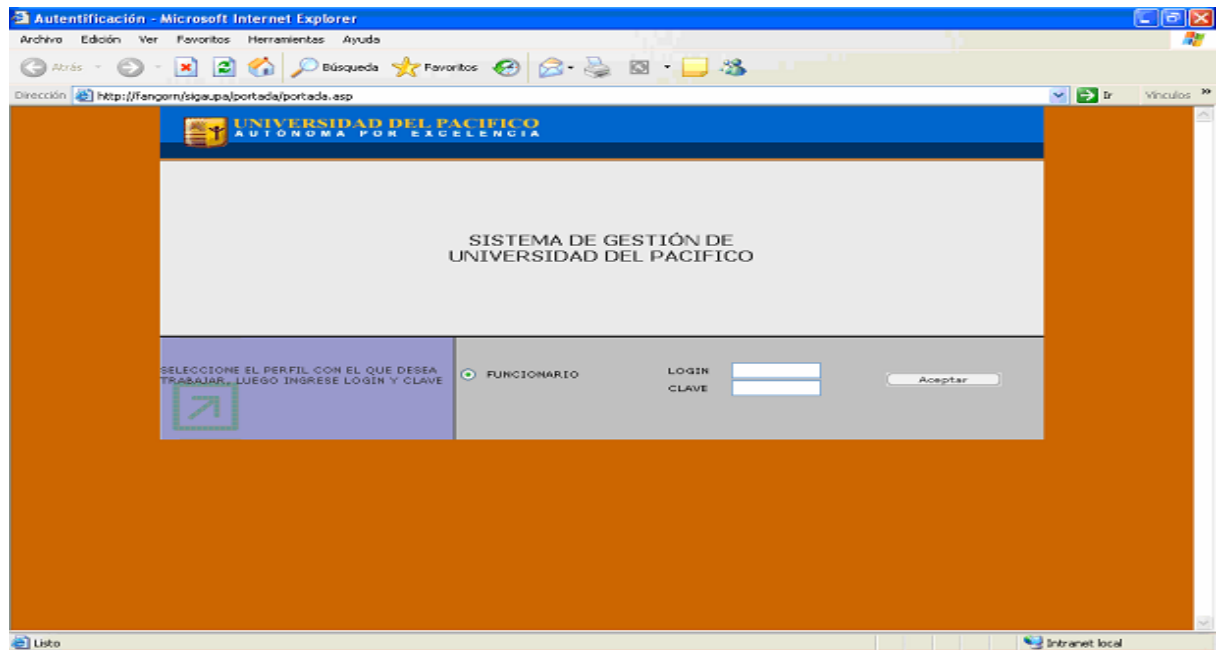 Autentificación - Microsoft Internet Explorer
Archivo Edición Ver Favoritos Herramientas Ayuda
Atrás Búsqueda Favoritos
Dirección http://fangorn/sigaupa/portada/portada.asp Ir Vínculos »
UNIVERSIDAD DEL PACIFICO
AUTÓNOMA POR EXCELENCIA
SISTEMA DE GESTIÓN DE
UNIVERSIDAD DEL PACIFICO
SELECCIONE EL PERFIL CON EL QUE DESEA
TRABAJAR, LUEGO INGRESE LOGIN Y CLAVE
FUNCIONARIO
LOGIN
CLAVE
Aceptar
Listo Intranet local